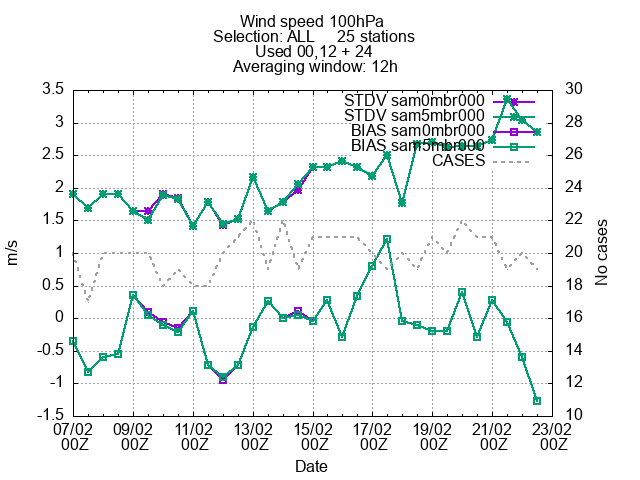 Wind speed 100hPa
Selection: ALL 25 stations
Used 00,12 + 24
Averaging window: 12h
STDV sam0mbr000
STDV sam5mbr000
BIAS sam0mbr000
BIAS sam5mbr000
CASES
3.5
3
2.5
2
1.5
1
0.5
0
-0.5
-1
-1.5
m/s
30
28
26
24
22
20
18
16
14
12
10
No cases
07/02 09/02 11/02 13/02 15/02 17/02 19/02 21/02 23/02
00Z 00Z 00Z 00Z 00Z 00Z 00Z 00Z 00Z
Date